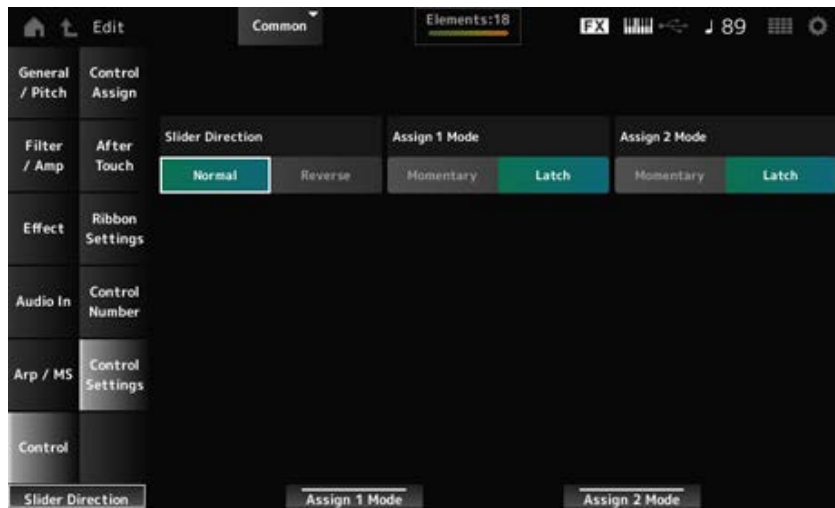 Edit
Common
Elements:18
FX
♩ 89
General / Pitch
Control Assign
Filter / Amp
After Touch
Slider Direction
Assign 1 Mode
Assign 2 Mode
Normal
Reverse
Momentary
Latch
Momentary
Latch
Effect
Ribbon Settings
Audio In
Control Number
Arp / MS
Control Settings
Control
Slider Direction
Assign 1 Mode
Assign 2 Mode